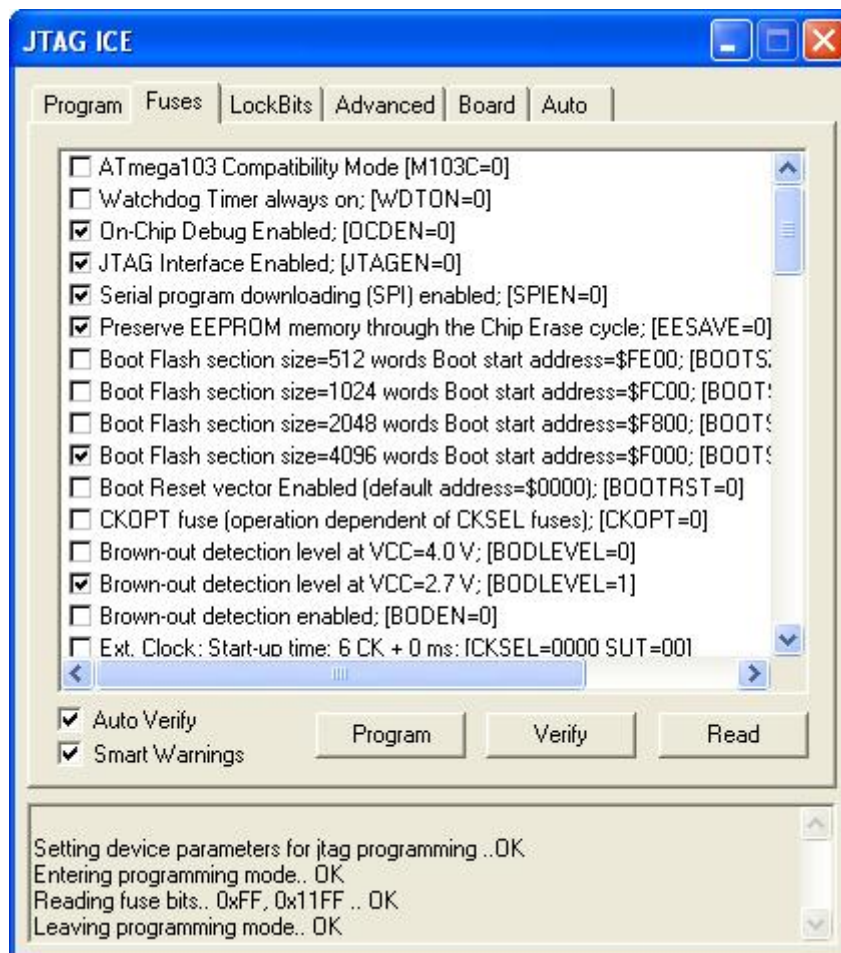 JTAG ICE
Program Fuses LockBits Advanced Board Auto
ATmega103 Compatibility Mode [M103C=0]
Watchdog Timer always on; [WDTON=0]
On-Chip Debug Enabled; [OCDEN=0]
JTAG Interface Enabled; [JTAGEN=0]
Serial program downloading (SPI) enabled; [SPIEN=0]
Preserve EEPROM memory through the Chip Erase cycle; [EESAVE=0]
Boot Flash section size=512 words Boot start address=$FE00; [BOOTS
Boot Flash section size=1024 words Boot start address=$FC00; [BOOTS
Boot Flash section size=2048 words Boot start address=$F800; [BOOTS
Boot Flash section size=4096 words Boot start address=$F000; [BOOTS
Boot Reset vector Enabled (default address=$0000); [BOOTRST=0]
CKOPT fuse (operation dependent of CKSEL fuses); [CKOPT=0]
Brown-out detection level at VCC=4.0 V; [BODLEVEL=0]
Brown-out detection level at VCC=2.7 V; [BODLEVEL=1]
Brown-out detection enabled; [BODEN=0]
Ext. Clock; Start-up time: 6 CK + 0 ms; [CKSEL=0000 SUT=00]
Auto Verify
Smart Warnings
Program Verify Read
Setting device parameters for jtag programming ..OK
Entering programming mode.. OK
Reading fuse bits.. 0xFF, 0x11FF .. OK
Leaving programming mode.. OK